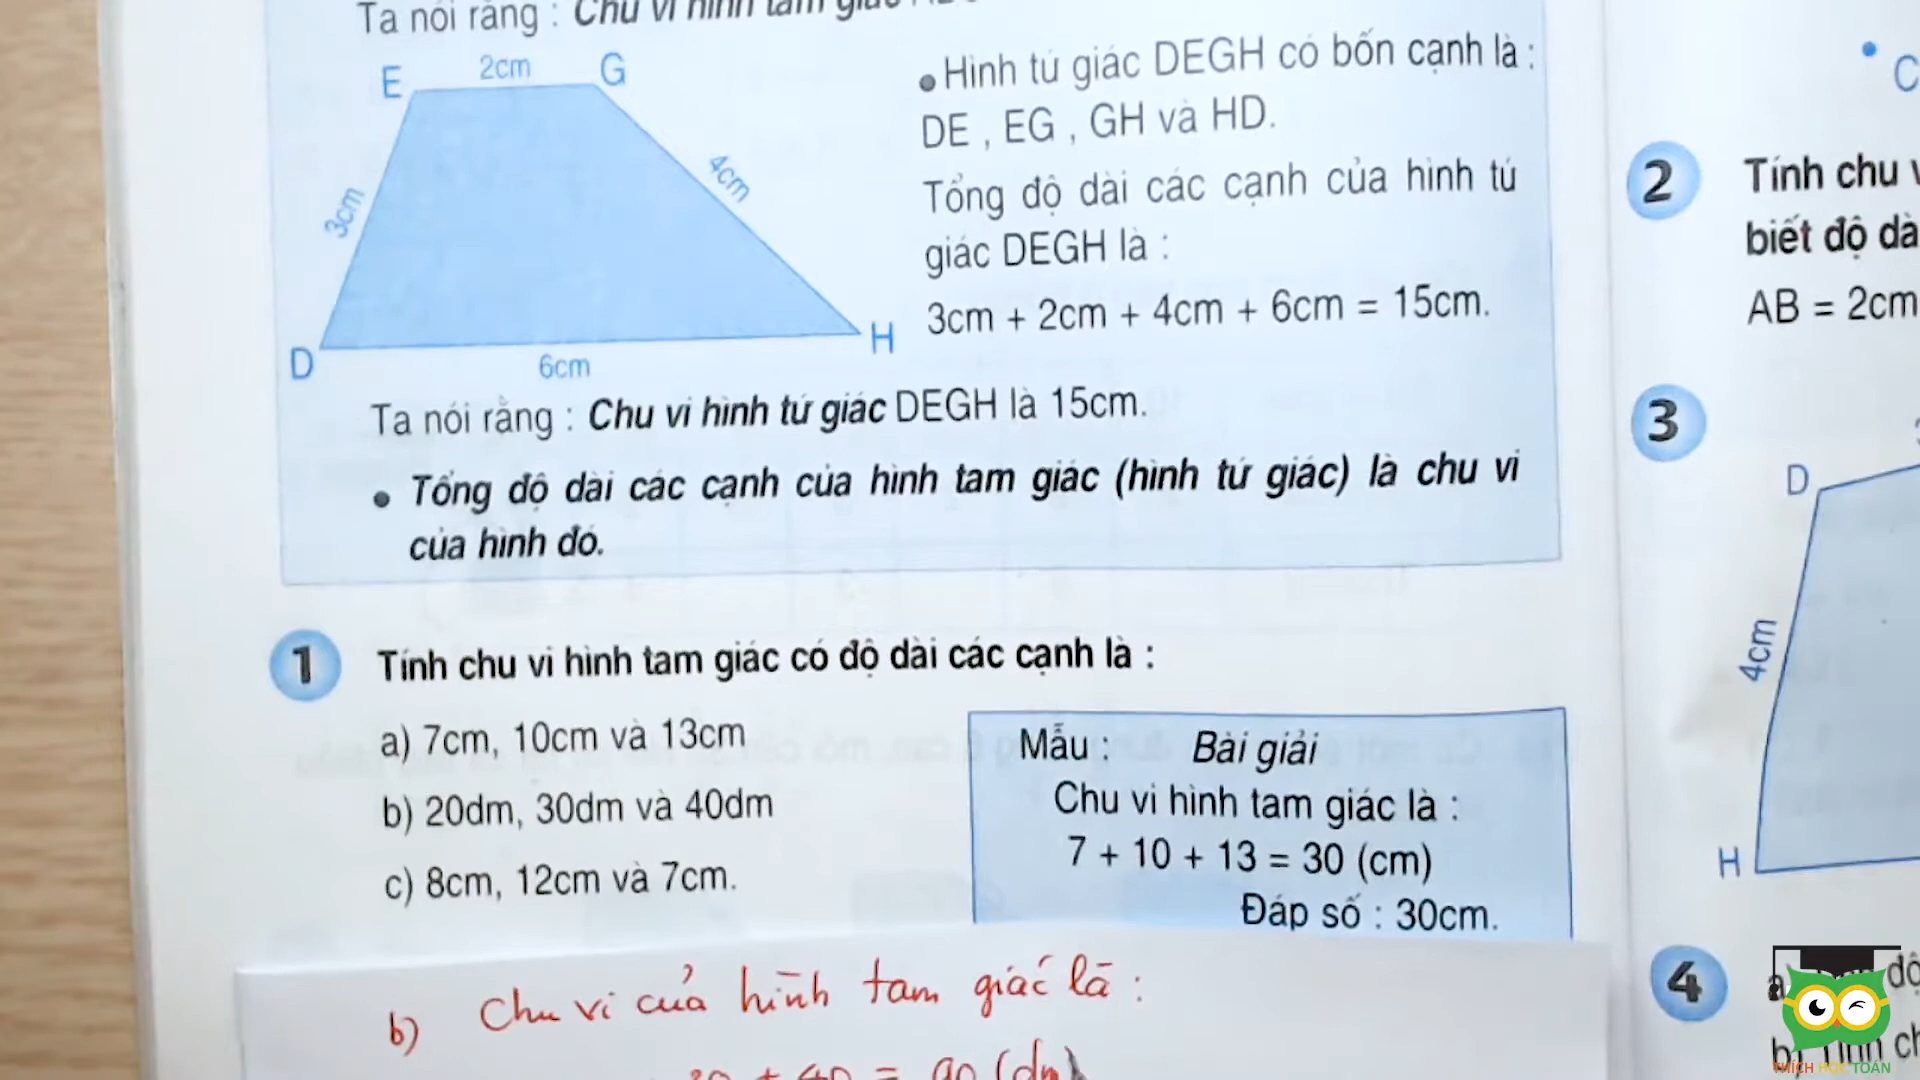 Ta nói rằng : Chu vi hình tam giác
E
2cm
G
3cm
4cm
D
6cm
H
Hình tứ giác DEGH có bốn cạnh là :
DE , EG , GH và HD.
Tổng độ dài các cạnh của hình tứ
giác DEGH là :
3cm + 2cm + 4cm + 6cm = 15cm.
Ta nói rằng : Chu vi hình tứ giác DEGH là 15cm.
• Tổng độ dài các cạnh của hình tam giác (hình tứ giác) là chu vi
của hình đó.
1 Tính chu vi hình tam giác có độ dài các cạnh là :
a) 7cm, 10cm và 13cm
b) 20dm, 30dm và 40dm
c) 8cm, 12cm và 7cm.
Mẫu : Bài giải
Chu vi hình tam giác là :
7 + 10 + 13 = 30 (cm)
Đáp số : 30cm.
b) Chu vi của hình tam giác là :
+ 40 = 90 (dm)
C
2 Tính chu
biết độ dà
AB = 2cm
3
D
4cm
H
4
độ
b) Tính ch
THÍCH HỌC TOÁN